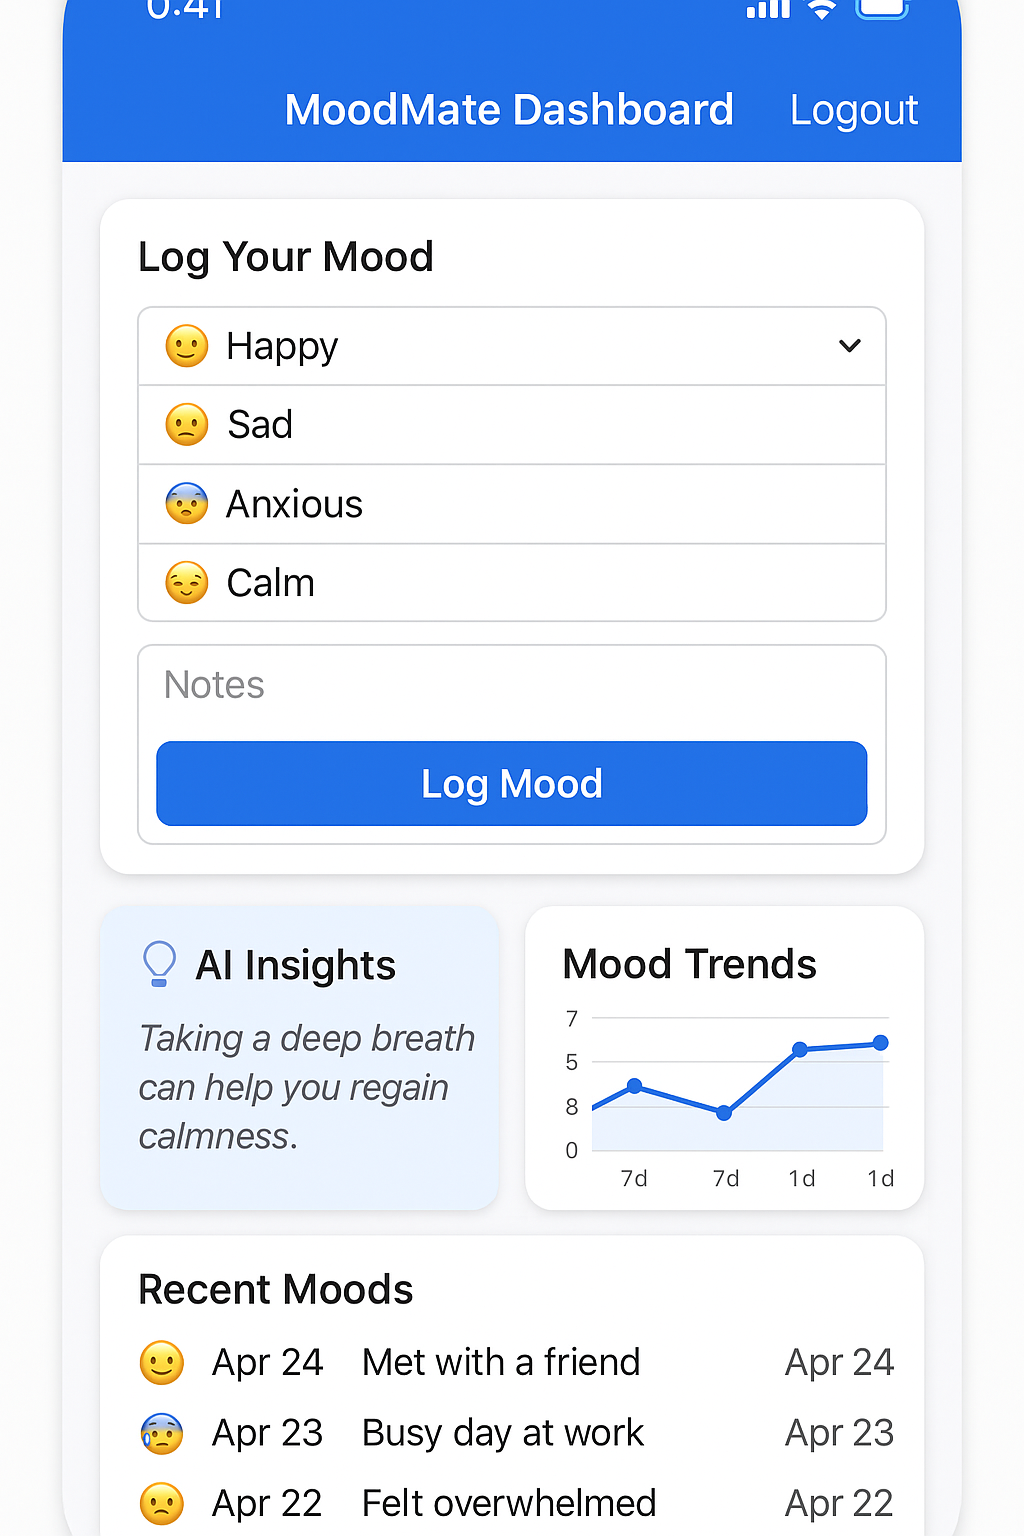 0:41
MoodMate Dashboard Logout
Log Your Mood
Happy
Sad
Anxious
Calm
Notes
Log Mood
AI Insights
Taking a deep breath
can help you regain
calmness.
Mood Trends
7
5
8
0
7d 7d 1d 1d
Recent Moods
Apr 24 Met with a friend Apr 24
Apr 23 Busy day at work Apr 23
Apr 22 Felt overwhelmed Apr 22